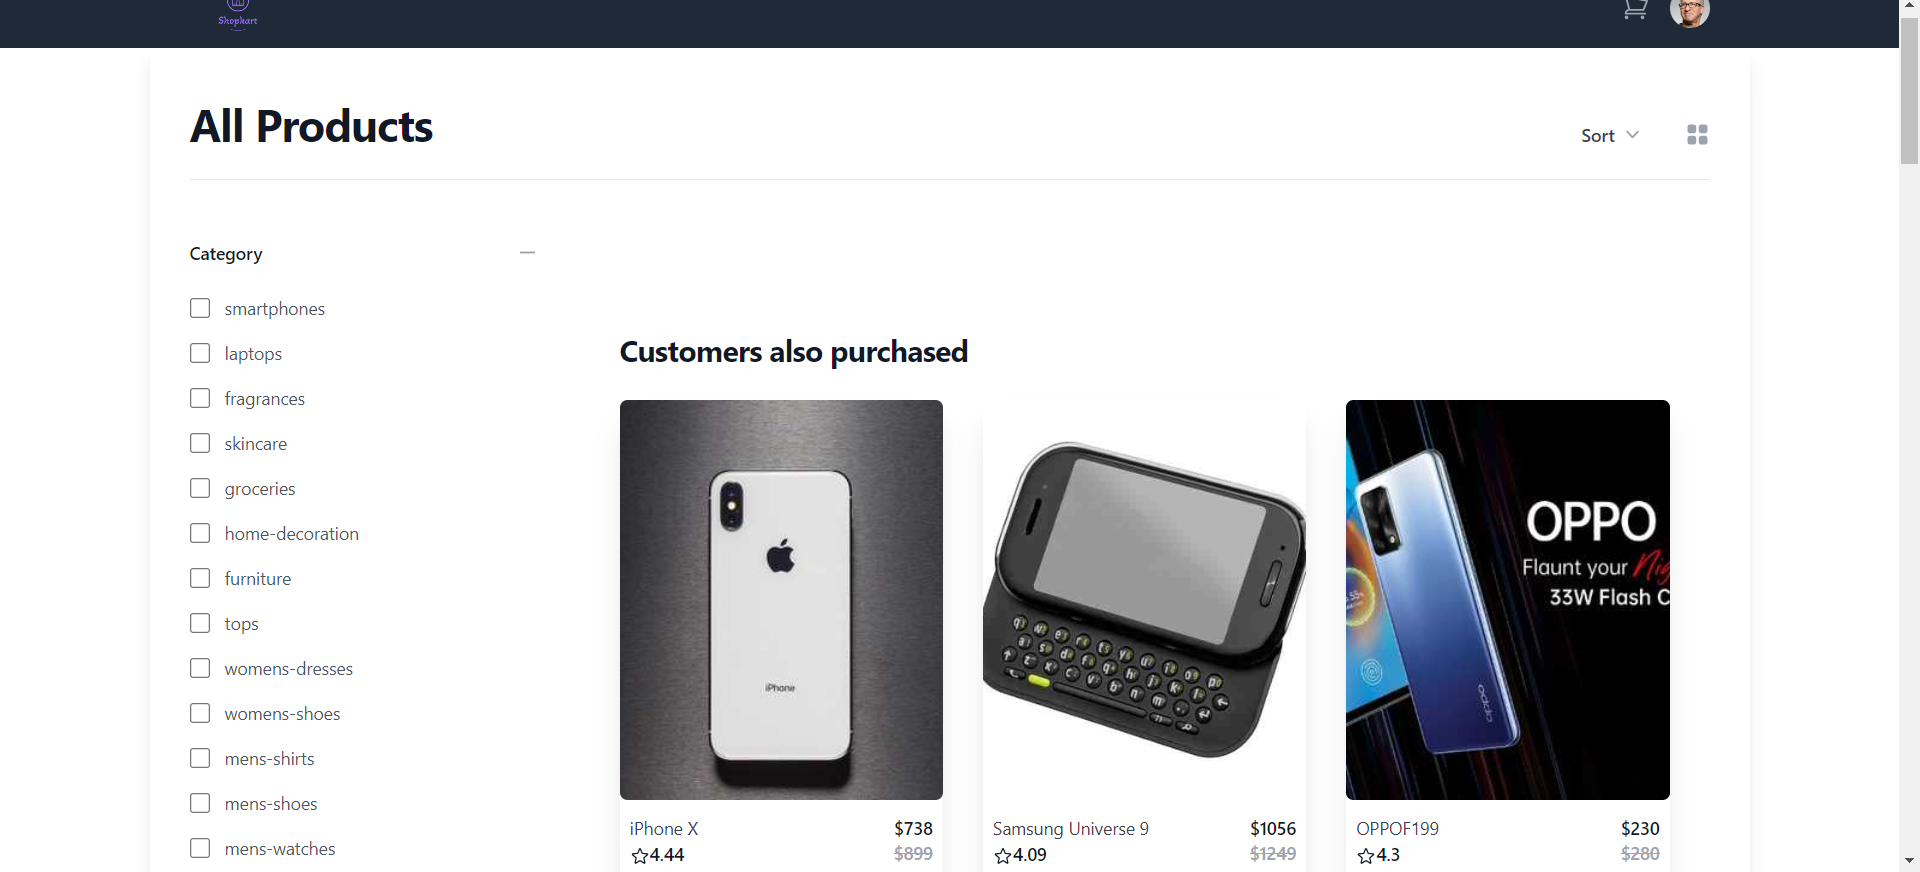 Shopkart
All Products
Sort
Category
smartphones
laptops
fragrances
skincare
groceries
home-decoration
furniture
tops
womens-dresses
womens-shoes
mens-shirts
mens-shoes
mens-watches
Customers also purchased
iPhone
OPPO
Flaunt your
33W Flash C
oppo
iPhone X
$738
4.44
$899
Samsung Universe 9
$1056
4.09
$1249
OPPOF199
$230
4.3
$280